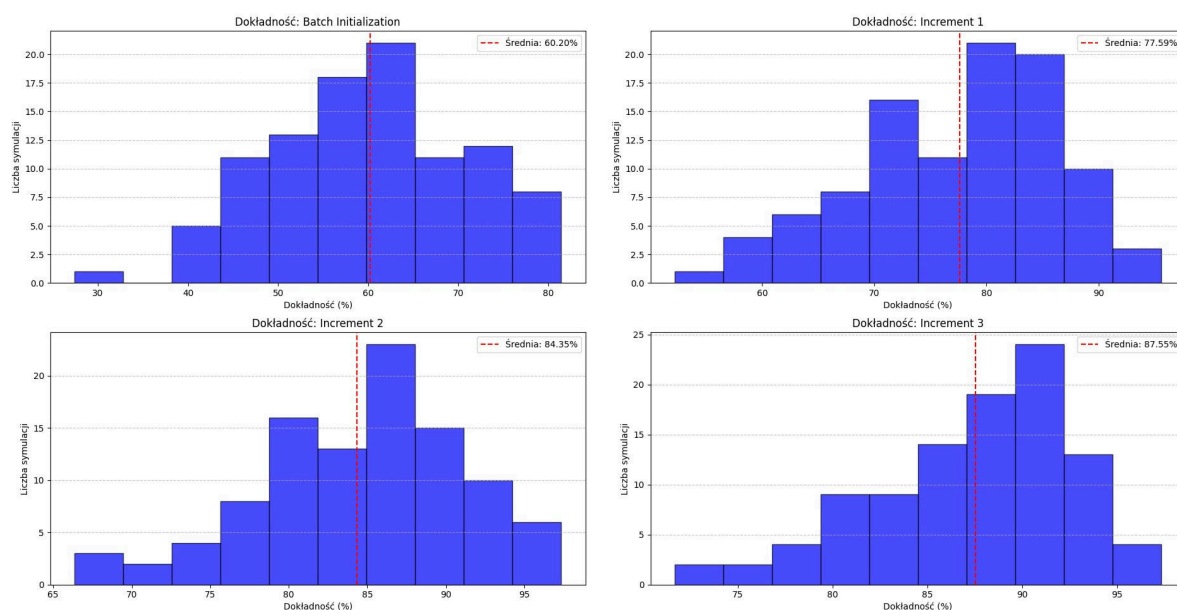 Dokładność: Batch Initialization
Średnia: 60.20%
20.0
17.5
15.0
12.5
10.0
7.5
5.0
2.5
0.0
Liczba symulacji
30 40 50 60 70 80
Dokładność (%)
Dokładność: Increment 1
Średnia: 77.59%
20.0
17.5
15.0
12.5
10.0
7.5
5.0
2.5
0.0
Liczba symulacji
60 70 80 90
Dokładność (%)
Dokładność: Increment 2
Średnia: 84.35%
20
15
10
5
0
Liczba symulacji
65 70 75 80 85 90 95
Dokładność (%)
Dokładność: Increment 3
Średnia: 87.55%
25
20
15
10
5
0
Liczba symulacji
75 80 85 90 95
Dokładność (%)